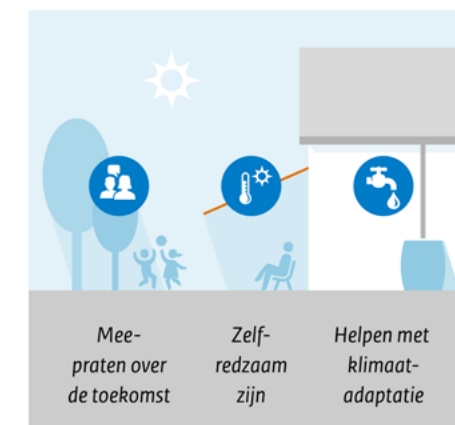 Mee-
praten over
de toekomst
Zelf-
redzaam
zijn
Helpen met
klimaat-
adaptatie